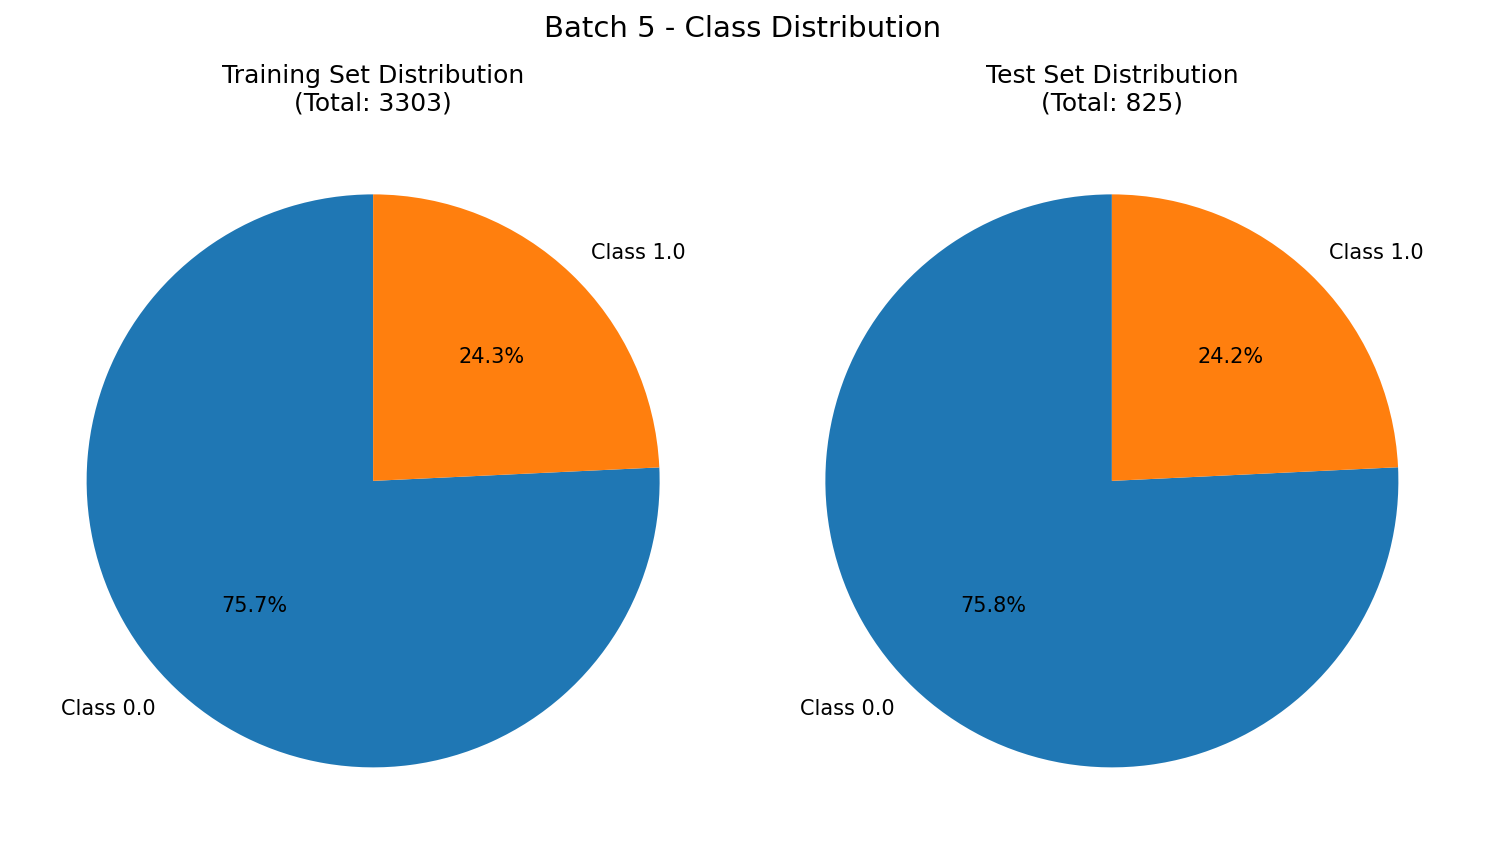 Batch 5 - Class Distribution
Training Set Distribution
(Total: 3303)
Class 1.0
24.3%
75.7%
Class 0.0
Test Set Distribution
(Total: 825)
Class 1.0
24.2%
75.8%
Class 0.0